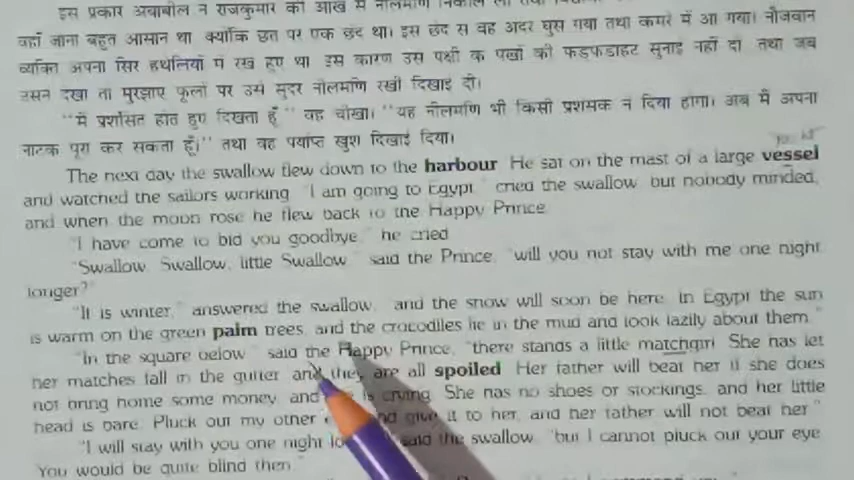 इस प्रकार अबाबील ने राजकुमार की आँख में नीलमणि निकाल ली तथा
वहाँ जाना बहुत आसान था क्योंकि छत पर एक छेद था। इस छेद से वह अंदर घुस गया तथा कमरे में आ गया। नौजवान
व्यक्ति अपना सिर हथेलियों में रखे हुए था इस कारण उस पक्षी के पंखों की फड़फड़ाहट सुनाई नहीं दी तथा जब
उसने देखा तो मुरझाए फूलों पर उसे सुंदर नीलमणि रखी दिखाई दी।
"मैं प्रशंसित होते हुए दिखता हूँ" वह चीखा। "यह नीलमणि भी किसी प्रशंसक ने दिया होगा। अब मैं अपना
नाटक पूरा कर सकता हूँ।" तथा वह पर्याप्त खुश दिखाई दिया।
The next day the swallow flew down to the harbour He sat on the mast of a large vessel
and watched the sailors working "I am going to Egypt" cried the swallow but nobody minded,
and when the moon rose he flew back to the Happy Prince
"I have come to bid you goodbye" he cried
"Swallow Swallow, little Swallow" said the Prince, "will you not stay with me one night
longer?"
"It is winter," answered the swallow, and the snow will soon be here. In Egypt the sun
is warm on the green palm trees, and the crocodiles lie in the mud and look lazily about them."
"In the square below" said the Happy Prince, "there stands a little matchgirl She has let
her matches fall in the gutter and they are all spoiled Her father will beat her if she does
not bring home some money, and is crying. She has no shoes or stockings, and her little
head is bare. Pluck out my other and give it to her, and her father will not beat her"
"I will stay with you one night said the swallow, "but I cannot pluck out your eye
You would be quite blind then."